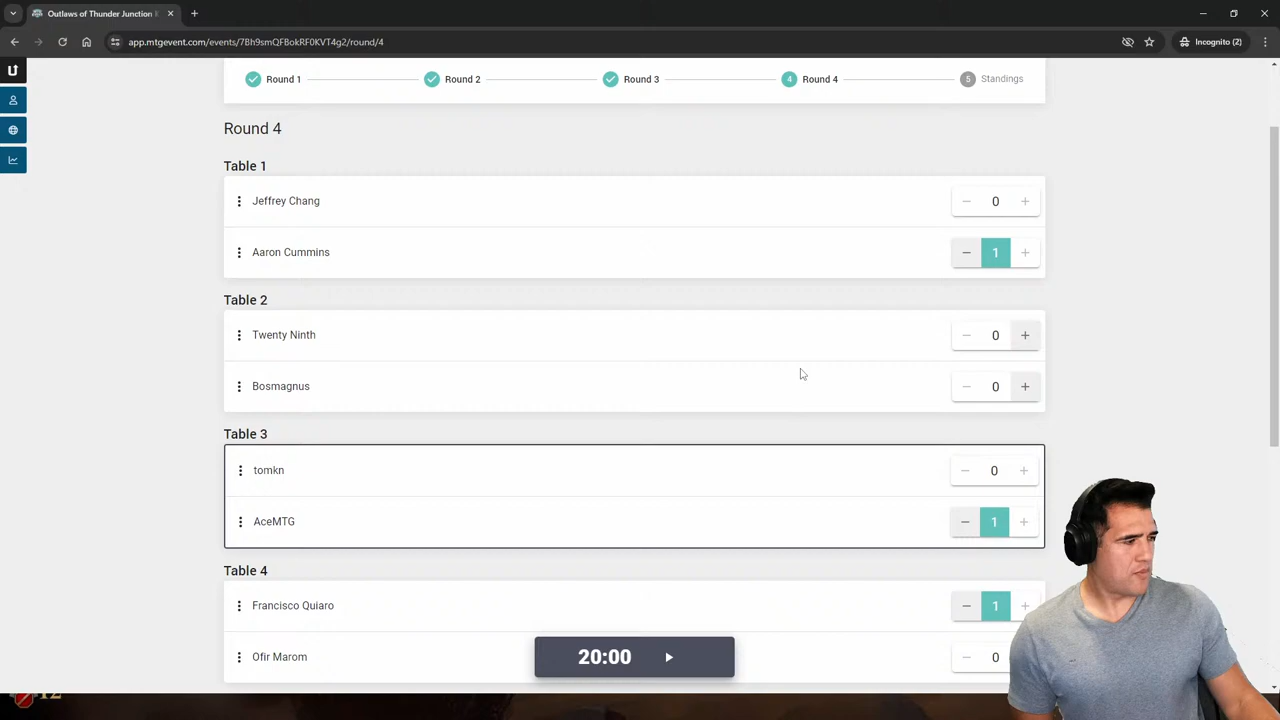 Outlaws of Thunder Junction
app.mtgevent.com/events/7Bh9smQFBokRF0KVT4g2/round/4
Incognito (2)
Round 1
Round 2
Round 3
4 Round 4
5 Standings
Round 4
Table 1
Jeffrey Chang
− 0 +
Aaron Cummins
− 1 +
Table 2
Twenty Ninth
− 0 +
Bosmagnus
− 0 +
Table 3
tomkn
− 0 +
AceMTG
− 1 +
Table 4
Francisco Quiaro
− 1 +
Ofir Marom
− 0
20:00